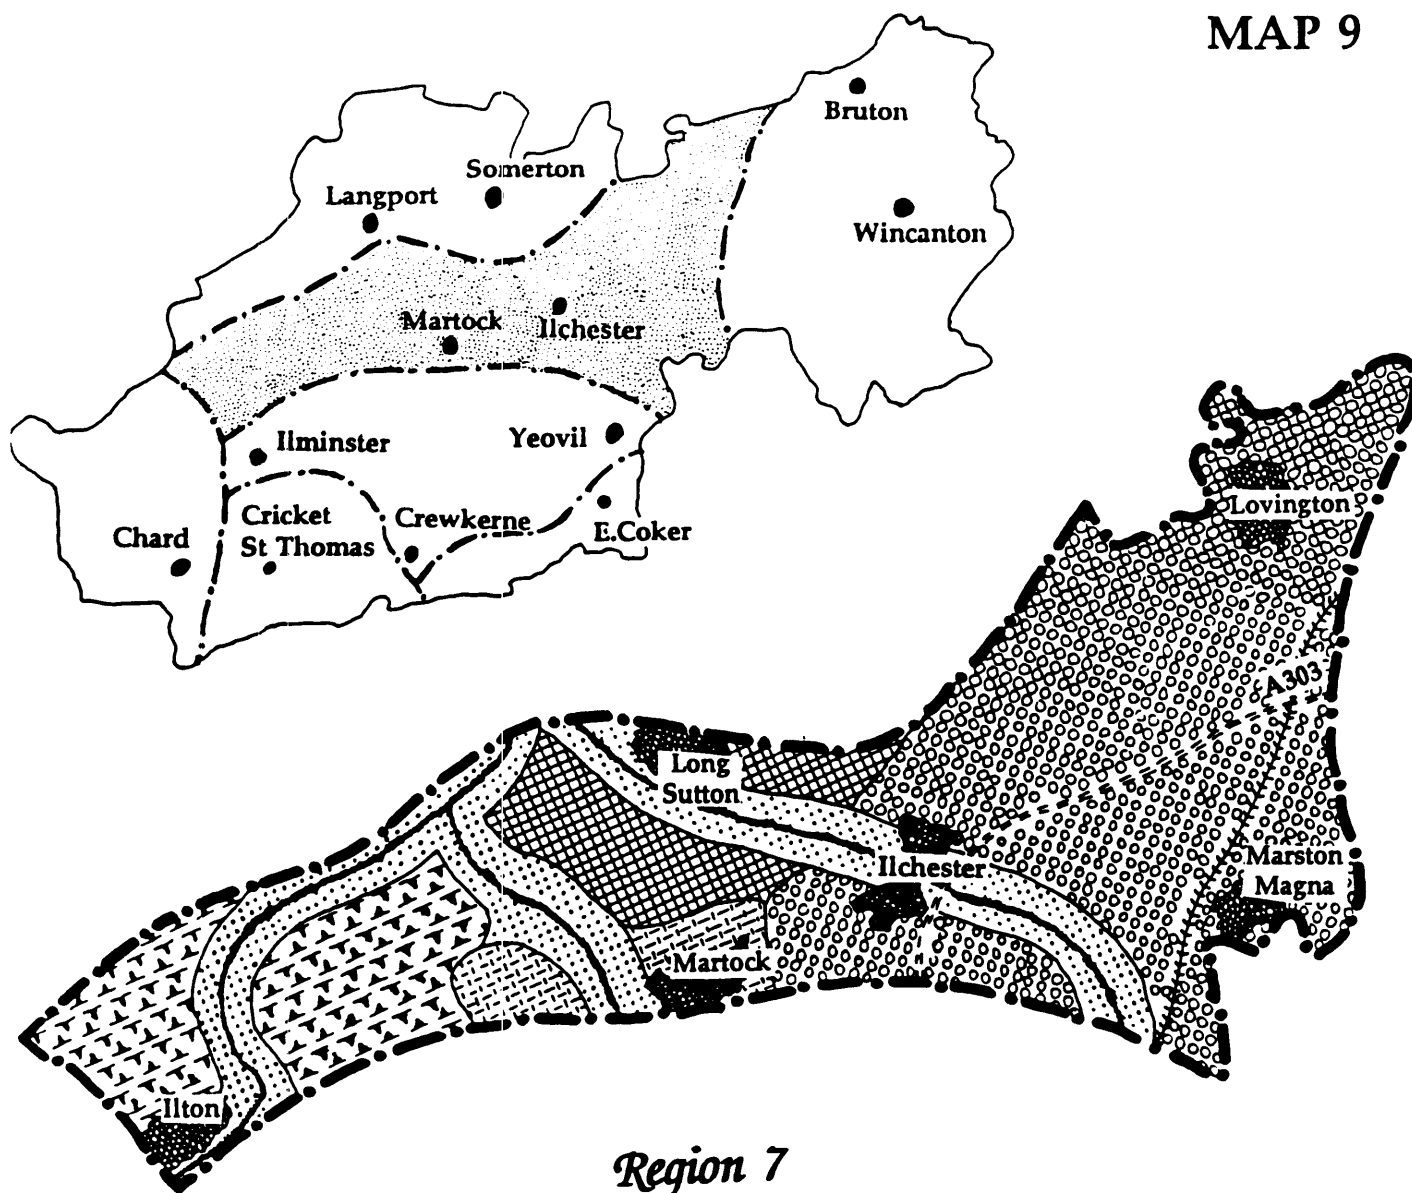 MAP 9
Bruton
Somerton
Langport
Wincanton
Martock
Ilchester
Ilminster
Yeovil
Cricket
St Thomas
Crewkerne
Chard
E.Coker
Lovington
A303
Long
Sutton
Ilchester
Marston
Magna
Martock
Ilton
Region 7